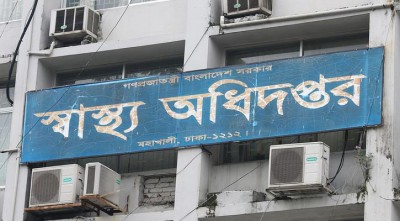 গণপ্রজাতন্ত্রী বাংলাদেশ সরকার
স্বাস্থ্য অধিদপ্তর
মহাখালী, ঢাকা-১২১২।